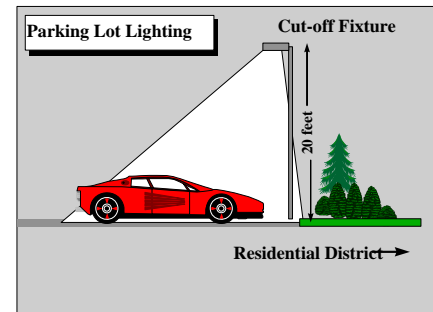 Parking Lot Lighting
Cut-off Fixture
20 feet
Residential District